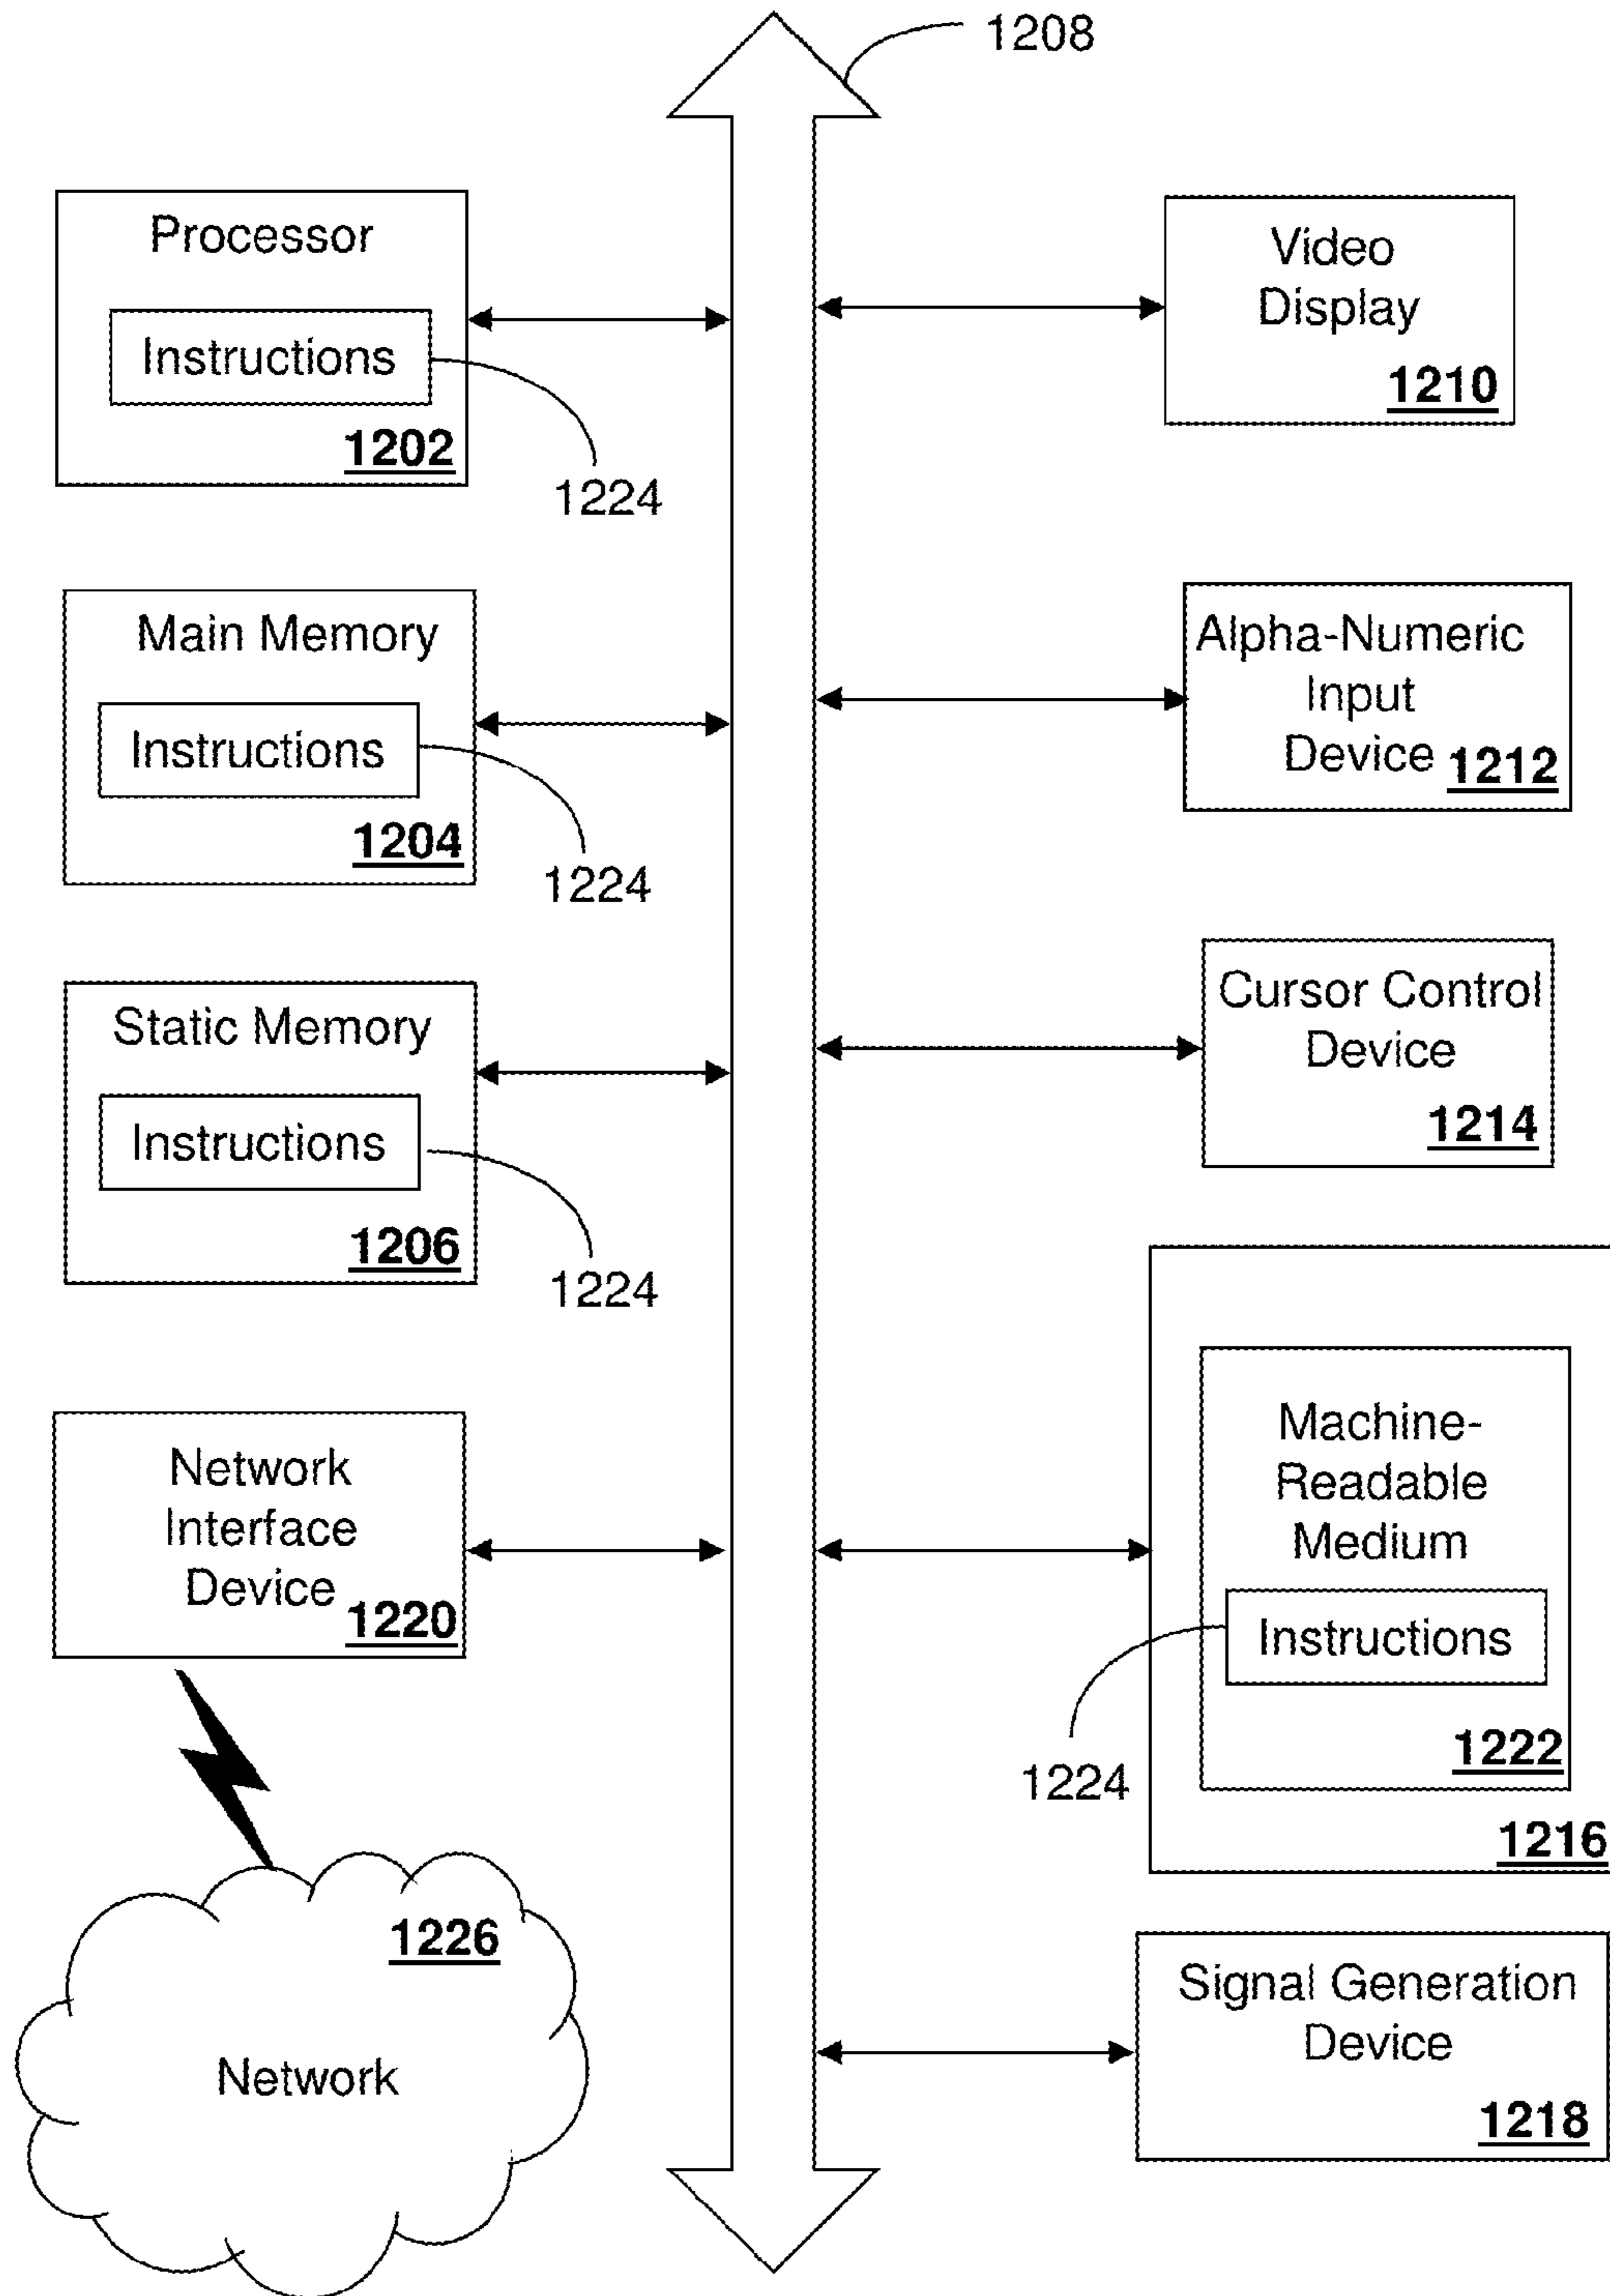 1208
Processor
Instructions
1202
1224
Main Memory
Instructions
1204
1224
Static Memory
Instructions
1206
1224
Network
Interface
Device
1220
1226
Network
Video
Display
1210
Alpha-Numeric
Input
Device 1212
Cursor Control
Device
1214
Machine-
Readable
Medium
Instructions
1222
1224
1216
Signal Generation
Device
1218